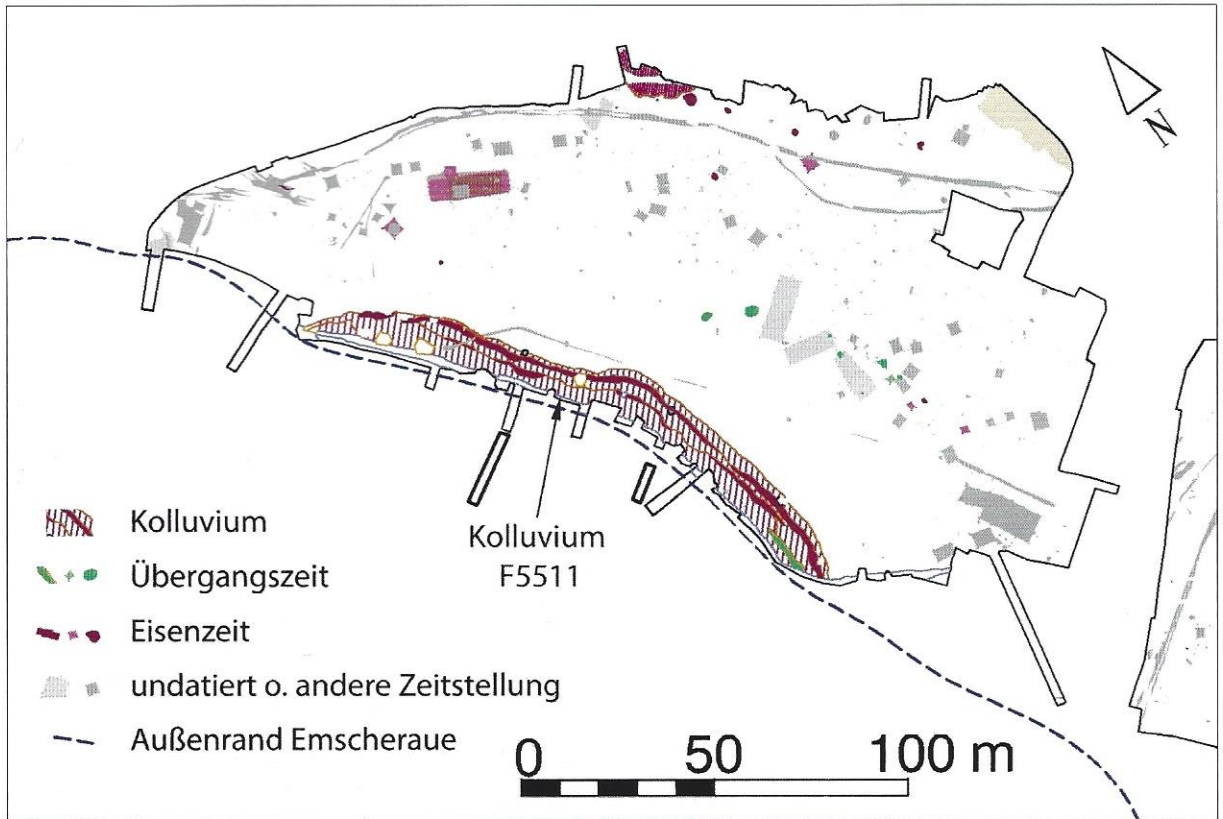 N
Kolluvium
F5511
Kolluvium
Übergangszeit
Eisenzeit
undatiert o. andere Zeitstellung
Außenrand Emscheraue
0 50 100 m